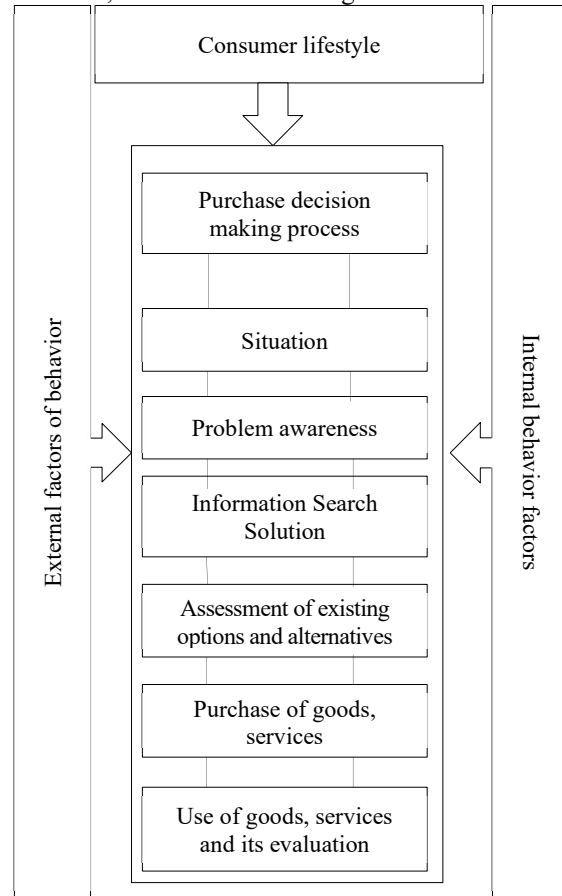 Consumer lifestyle
Purchase decision
making process
Situation
Problem awareness
Information Search
Solution
Assessment of existing
options and alternatives
Purchase of goods,
services
Use of goods, services
and its evaluation
External factors of behavior
Internal behavior factors